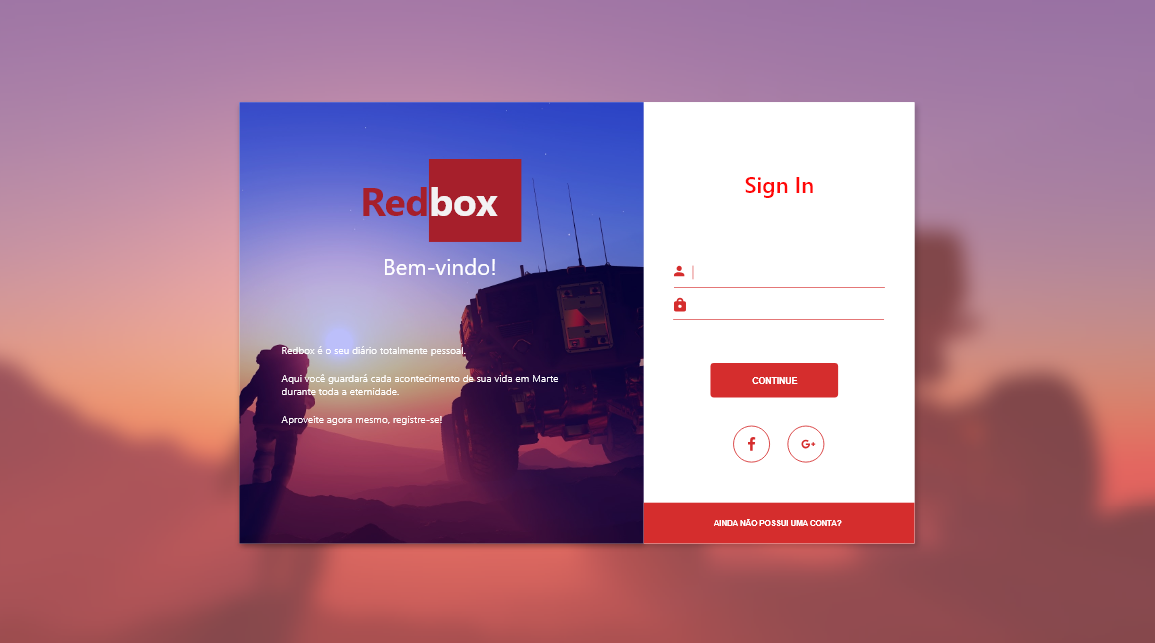 Redbox
Bem-vindo!
Redbox é o seu diário totalmente pessoal.
Aqui você guardará cada acontecimento de sua vida em Marte
durante toda a eternidade.
Aproveite agora mesmo, registre-se!
Sign In
CONTINUE
f
G+
AINDA NÃO POSSUI UMA CONTA?